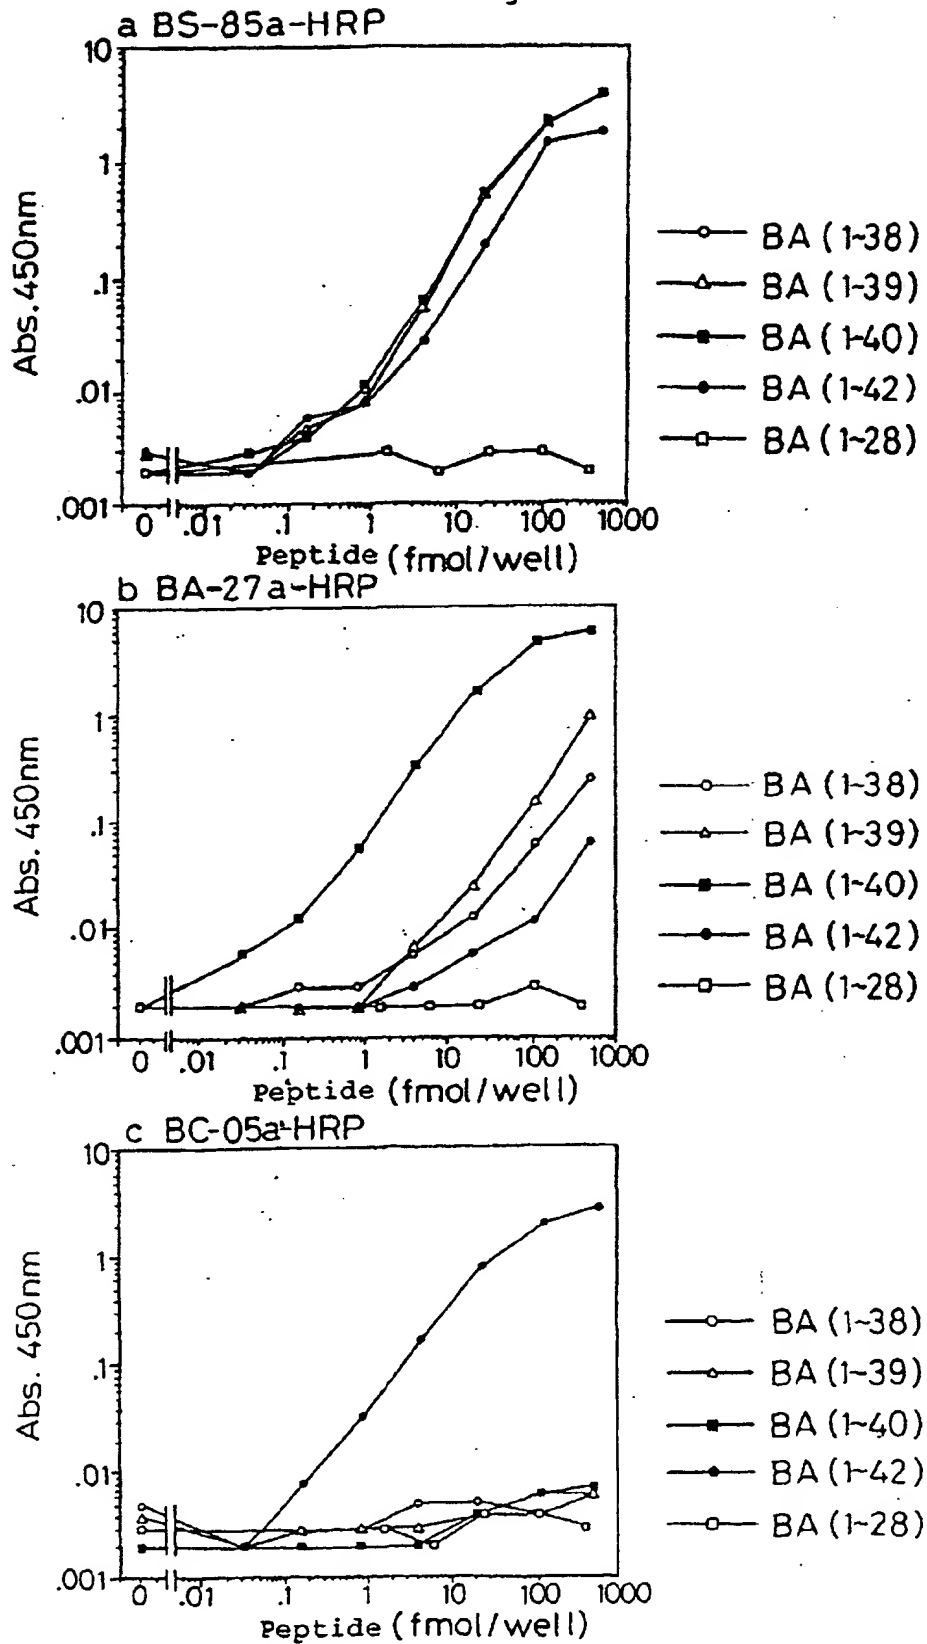 a BS-85a-HRP
10
1
.1
.01
.001
Abs. 450nm
0 .01 .1 1 10 100 1000
Peptide (fmol/well)
BA (1~38)
BA (1~39)
BA (1~40)
BA (1~42)
BA (1~28)
b BA-27a-HRP
10
1
.1
.01
.001
Abs. 450nm
0 .01 .1 1 10 100 1000
Peptide (fmol/well)
BA (1~38)
BA (1~39)
BA (1~40)
BA (1~42)
BA (1~28)
c BC-05a-HRP
10
1
.1
.01
.001
Abs. 450nm
0 .01 .1 1 10 100 1000
Peptide (fmol/well)
BA (1~38)
BA (1~39)
BA (1~40)
BA (1~42)
BA (1~28)